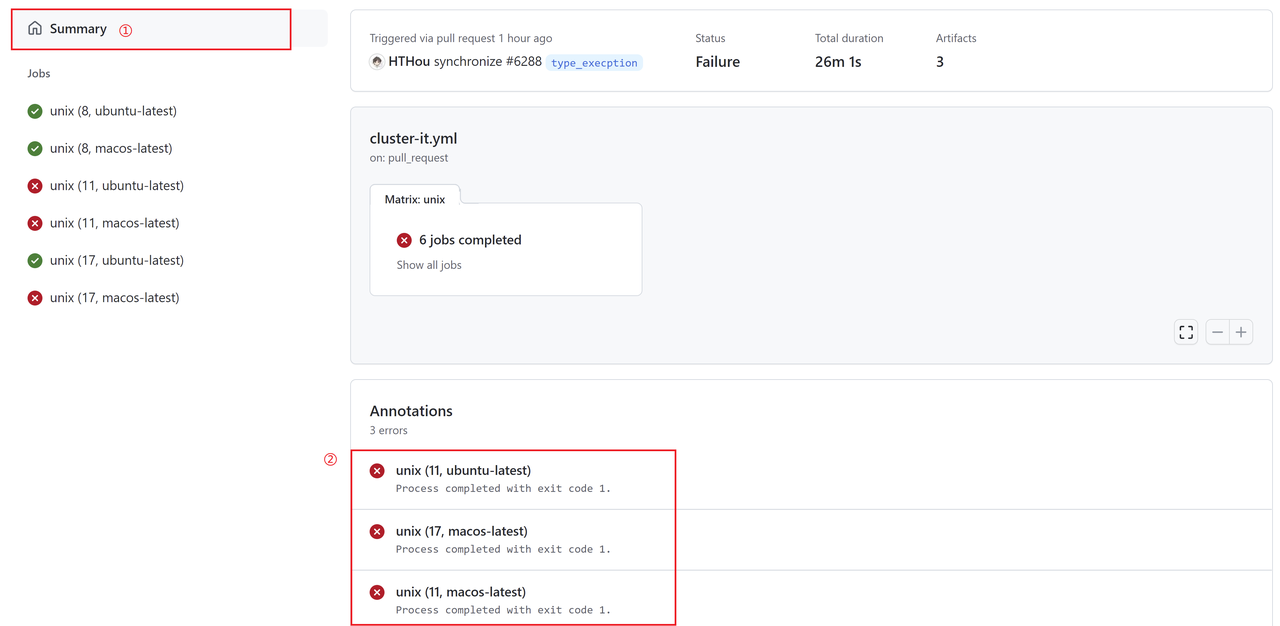 Summary ①
Jobs
unix (8, ubuntu-latest)
unix (8, macos-latest)
unix (11, ubuntu-latest)
unix (11, macos-latest)
unix (17, ubuntu-latest)
unix (17, macos-latest)
Triggered via pull request 1 hour ago
HTHou synchronize #6288 type_execption
Status
Failure
Total duration
26m 1s
Artifacts
3
cluster-it.yml
on: pull_request
Matrix: unix
6 jobs completed
Show all jobs
Annotations
3 errors
②
unix (11, ubuntu-latest)
Process completed with exit code 1.
unix (17, macos-latest)
Process completed with exit code 1.
unix (11, macos-latest)
Process completed with exit code 1.